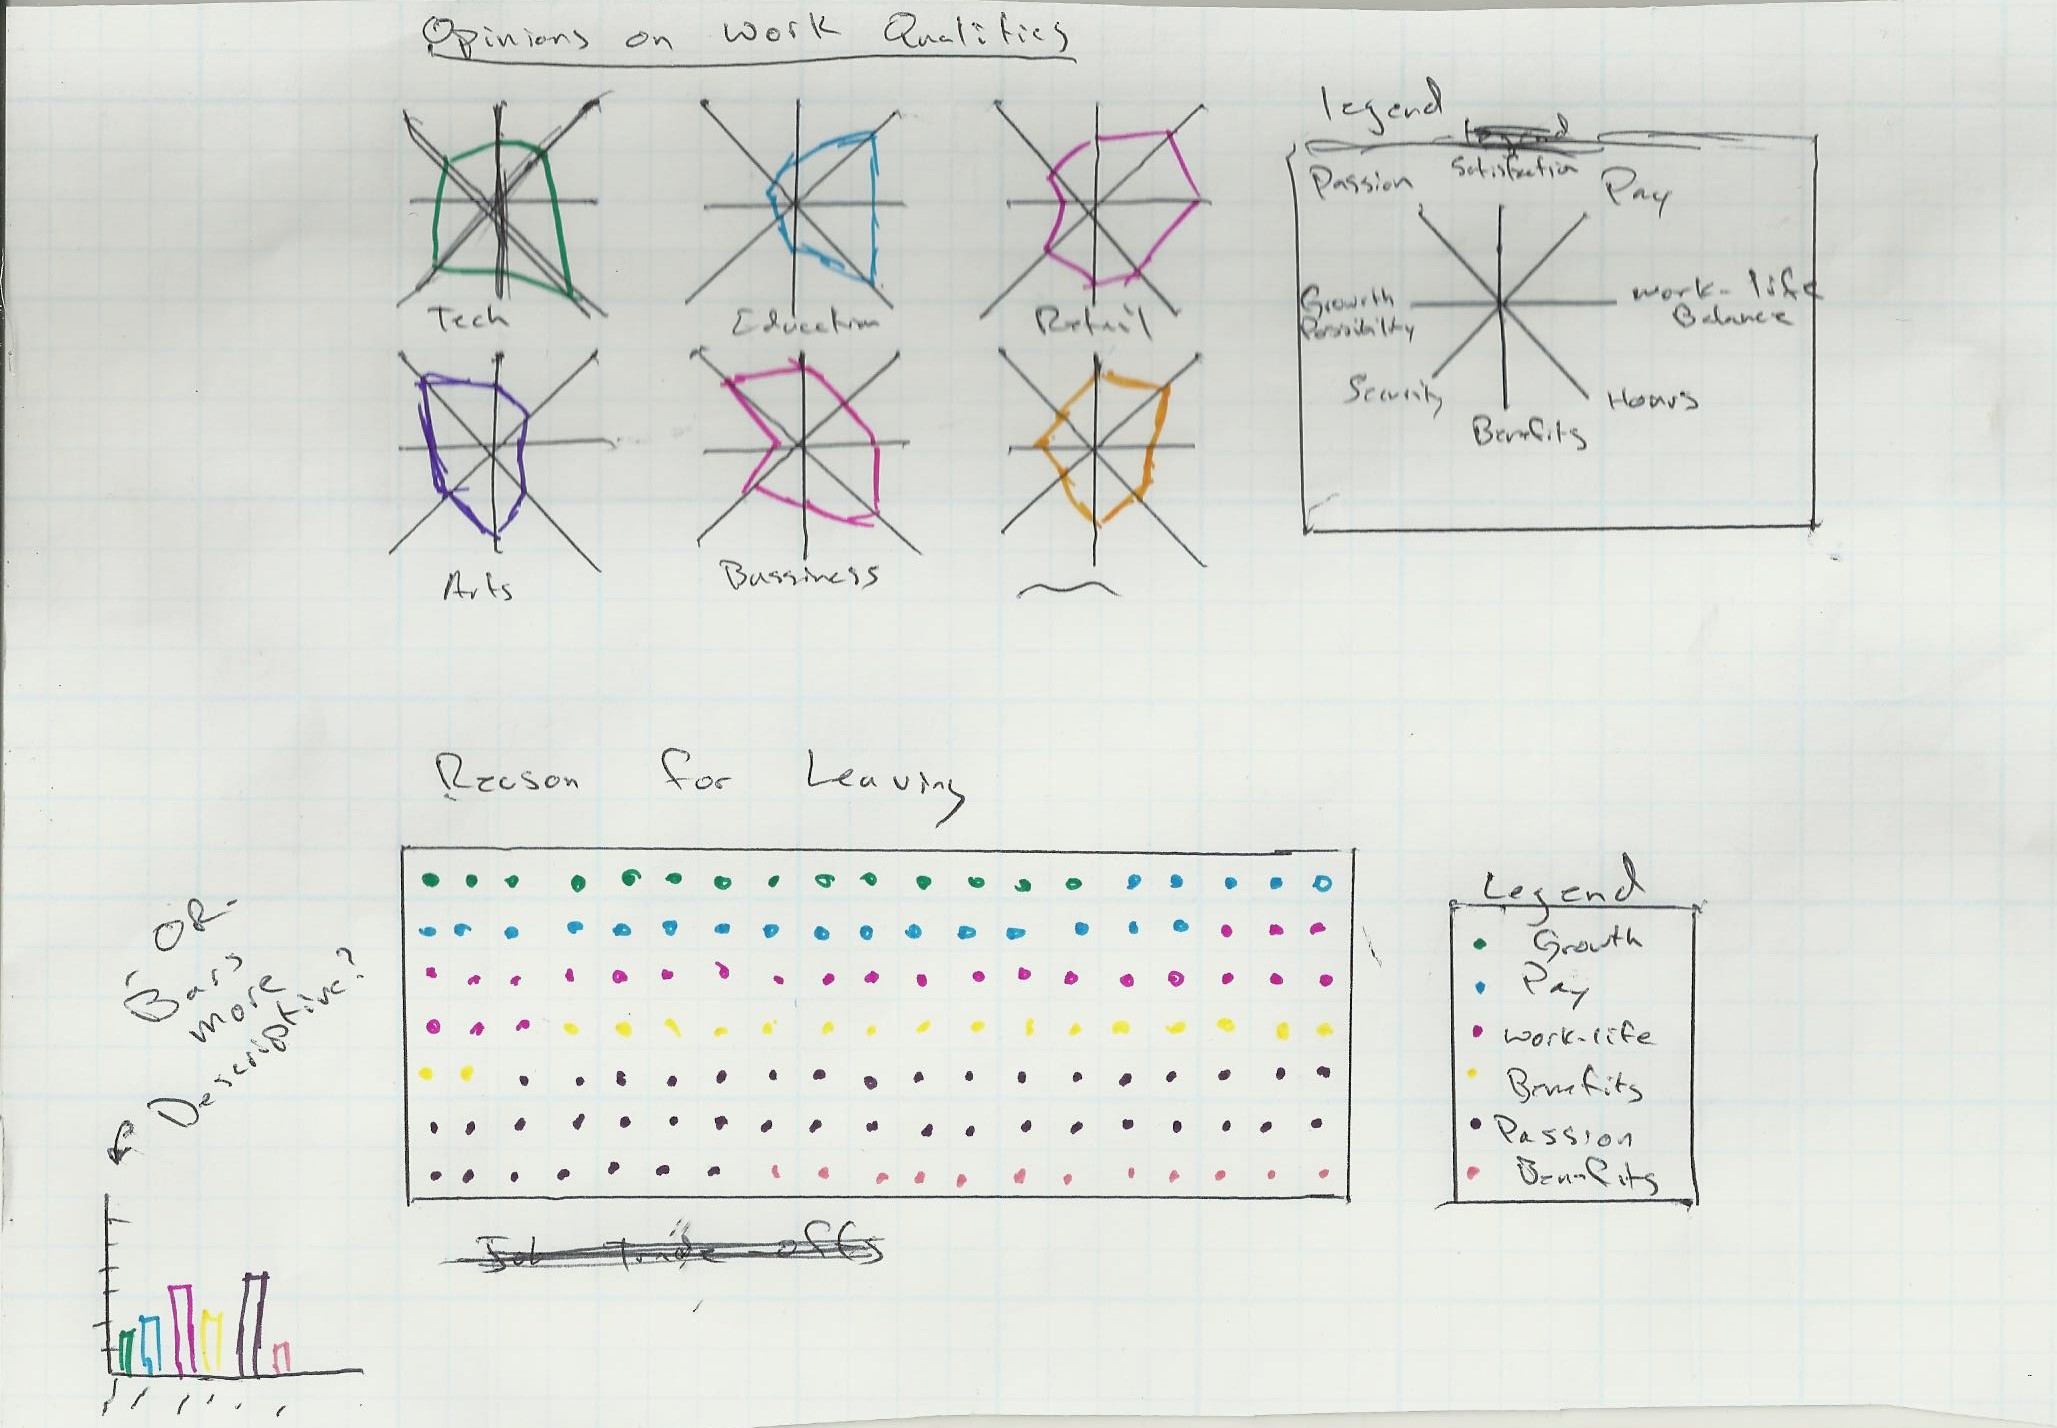 Opinions on Work Qualities
Legend
Legend
Passion
Satisfaction
Pay
Growth
Possibility
Work-life
Balance
Security
Hours
Benefits
Tech
Education
Retail
Arts
Bussiness
Reason for Leaving
OR-
Bars
more
Descriptive?
Legend
Growth
Pay
Work-life
Benefits
Passion
Benefits
Job Trade-offs